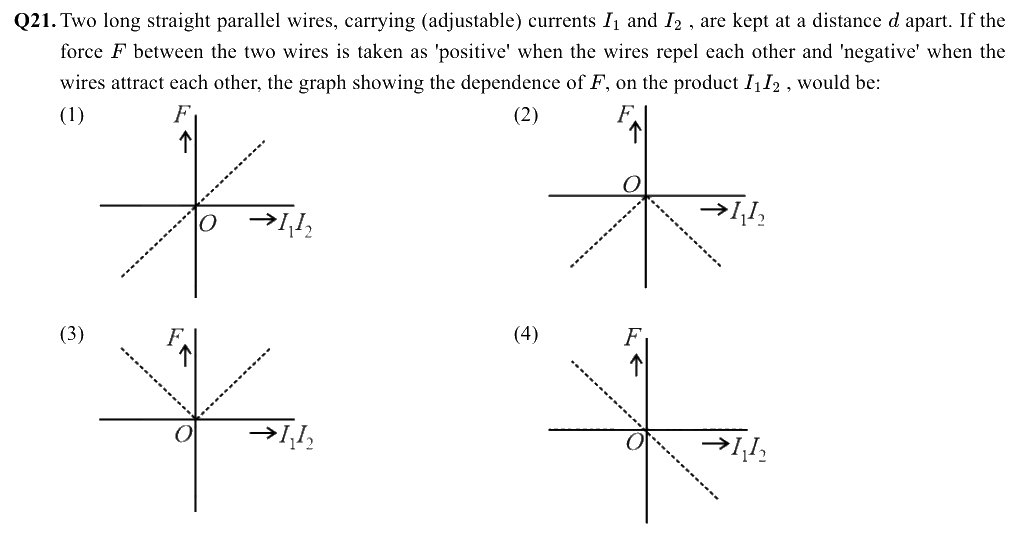 Q21. Two long straight parallel wires, carrying (adjustable) currents I₁ and I₂ , are kept at a distance d apart. If the
force F between the two wires is taken as 'positive' when the wires repel each other and 'negative' when the
wires attract each other, the graph showing the dependence of F, on the product I₁I₂ , would be:
(1)
F
O
→I₁I₂
(2)
F
O
→I₁I₂
(3)
F
O
→I₁I₂
(4)
F
O
→I₁I₂